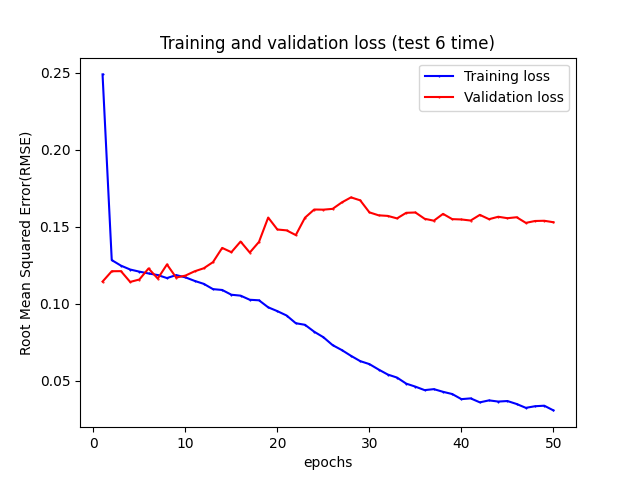 Training and validation loss (test 6 time)
Training loss
Validation loss
Root Mean Squared Error(RMSE)
0.25
0.20
0.15
0.10
0.05
0 10 20 30 40 50
epochs